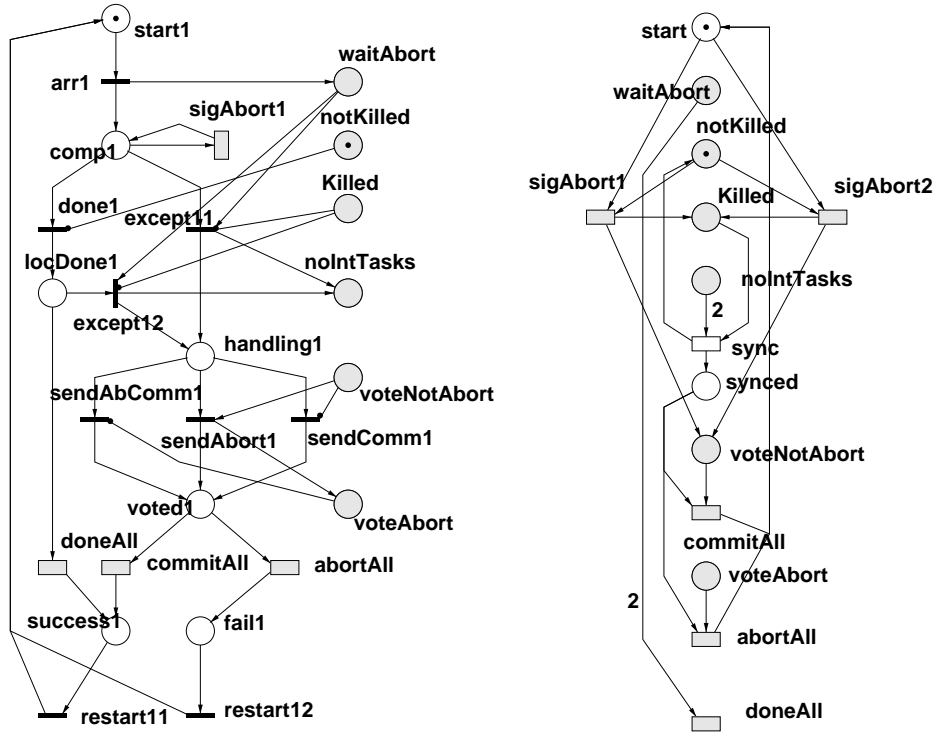 start1
arr1
waitAbort
sigAbort1
notKilled
comp1
Killed
done1
except11
locDone1
noIntTasks
except12
handling1
sendAbComm1
voteNotAbort
sendAbort1
sendComm1
voted1
voteAbort
doneAll
commitAll
abortAll
success1
fail1
restart11
restart12
start
waitAbort
notKilled
sigAbort1
Killed
sigAbort2
noIntTasks
2
sync
synced
voteNotAbort
commitAll
voteAbort
2
abortAll
doneAll